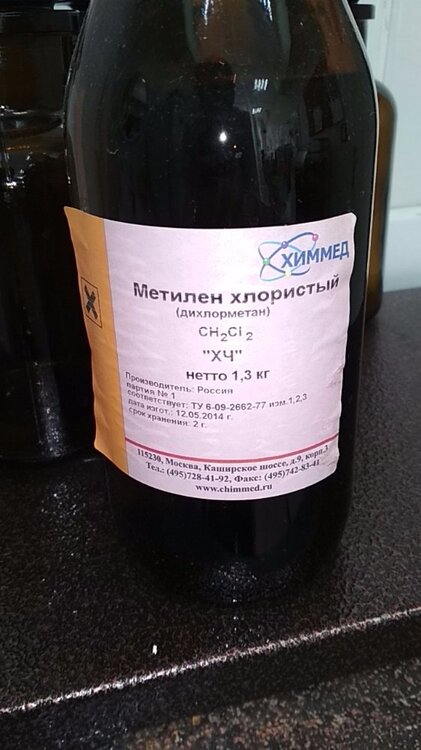 ХИММЕД
Метилен хлористый
(дихлорметан)
CH2Cl2
"ХЧ"
нетто 1,3 кг
Производитель: Россия
партия № 1
соответствует: ТУ 6-09-2662-77 изм.1,2,3
дата изгот.: 12.05.2014 г.
срок хранения: 2 г.
115230, Москва, Каширское шоссе, д.9, корп.3
Тел.: (495)728-41-92, Факс: (495)742-83-41
www.chimmed.ru